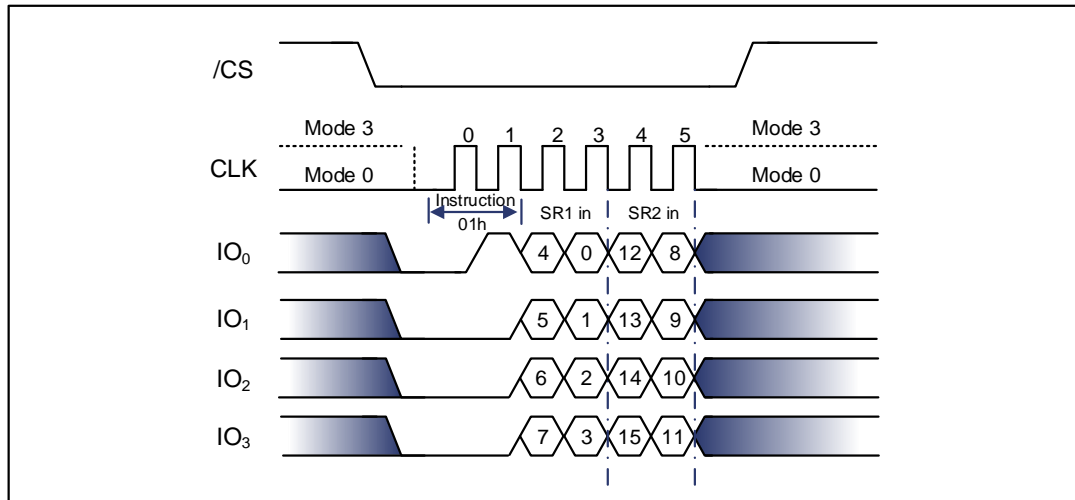 /CS
Mode 3 0 1 2 3 4 5 Mode 3
CLK
Mode 0 Mode 0
Instruction
01h SR1 in SR2 in
IO0 4 0 12 8
IO1 5 1 13 9
IO2 6 2 14 10
IO3 7 3 15 11